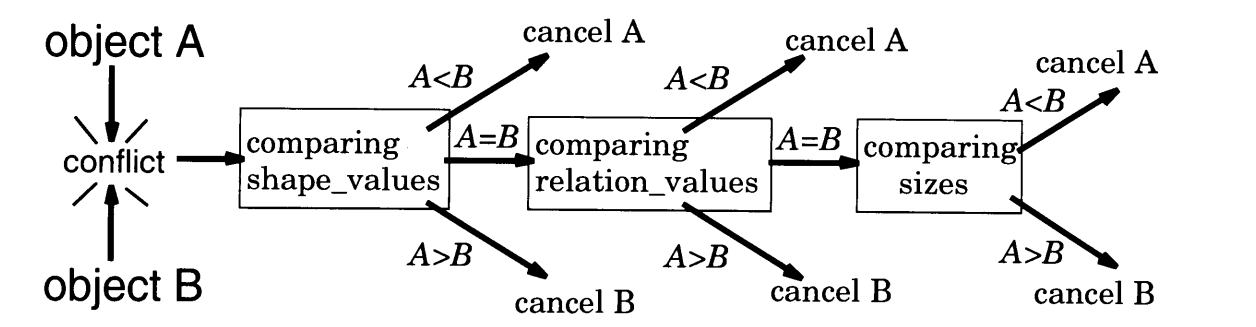 object A
conflict
object B
comparing
shape_values
A<B
cancel A
A=B
A>B
cancel B
comparing
relation_values
A<B
cancel A
A=B
A>B
cancel B
comparing
sizes
A<B
cancel A
A>B
cancel B